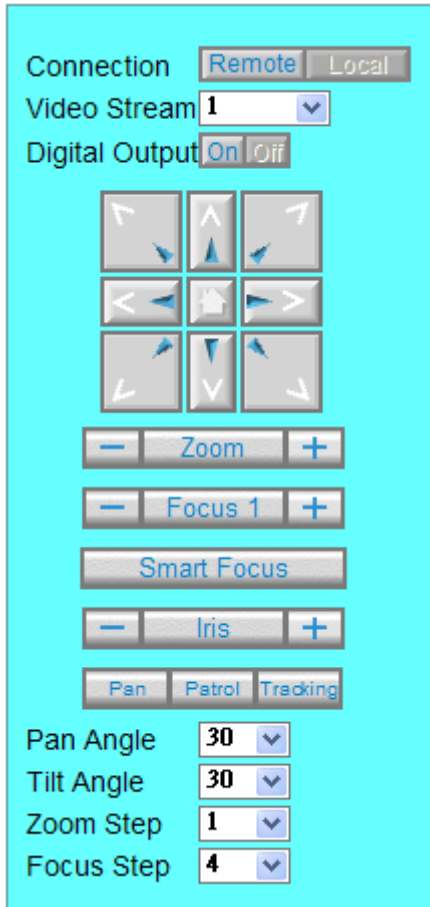 Connection Remote Local
Video Stream 1
Digital Output On Off
− Zoom +
− Focus 1 +
Smart Focus
− Iris +
Pan Patrol Tracking
Pan Angle 30
Tilt Angle 30
Zoom Step 1
Focus Step 4